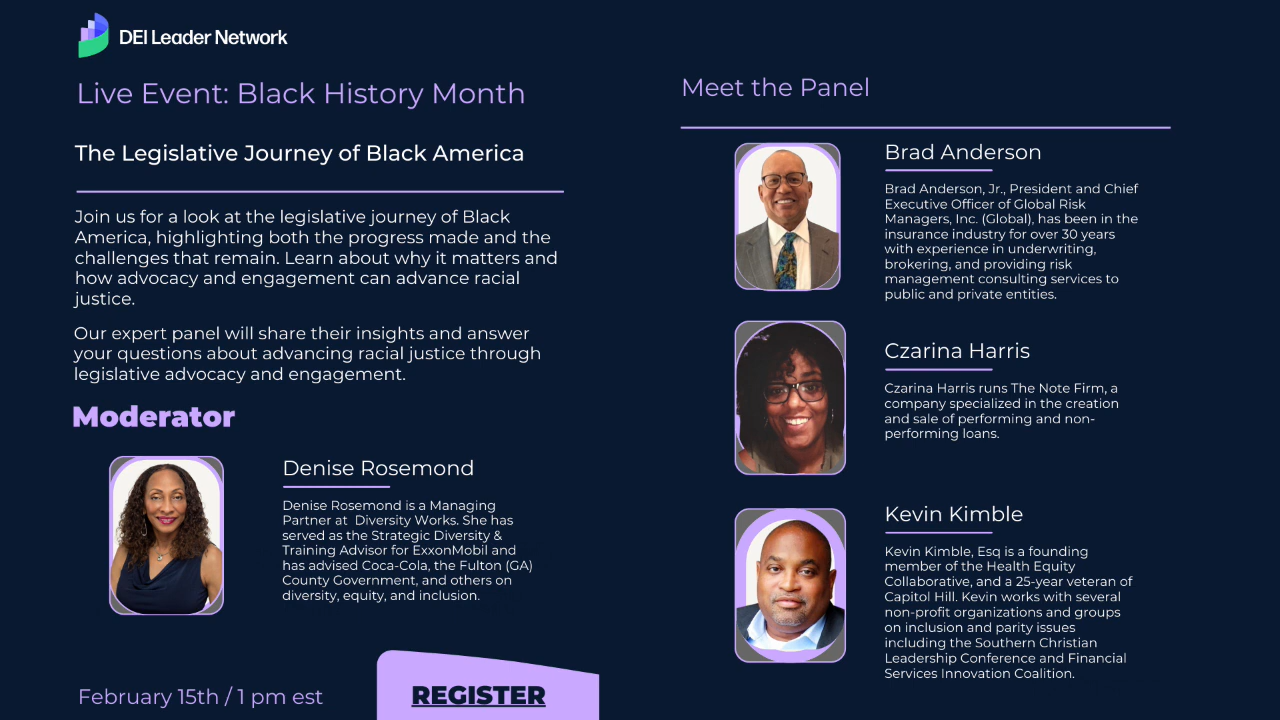 DEI Leader Network
Live Event: Black History Month
The Legislative Journey of Black America
Join us for a look at the legislative journey of Black
America, highlighting both the progress made and the
challenges that remain. Learn about why it matters and
how advocacy and engagement can advance racial
justice.
Our expert panel will share their insights and answer
your questions about advancing racial justice through
legislative advocacy and engagement.
Moderator
Denise Rosemond
Denise Rosemond is a Managing
Partner at Diversity Works. She has
served as the Strategic Diversity &
Training Advisor for ExxonMobil and
has advised Coca-Cola, the Fulton (GA)
County Government, and others on
diversity, equity, and inclusion.
February 15th / 1 pm est
REGISTER
Meet the Panel
Brad Anderson
Brad Anderson, Jr., President and Chief
Executive Officer of Global Risk
Managers, Inc. (Global), has been in the
insurance industry for over 30 years
with experience in underwriting,
brokering, and providing risk
management consulting services to
public and private entities.
Czarina Harris
Czarina Harris runs The Note Firm, a
company specialized in the creation
and sale of performing and non-
performing loans.
Kevin Kimble
Kevin Kimble, Esq is a founding
member of the Health Equity
Collaborative, and a 25-year veteran of
Capitol Hill. Kevin works with several
non-profit organizations and groups
on inclusion and parity issues
including the Southern Christian
Leadership Conference and Financial
Services Innovation Coalition.